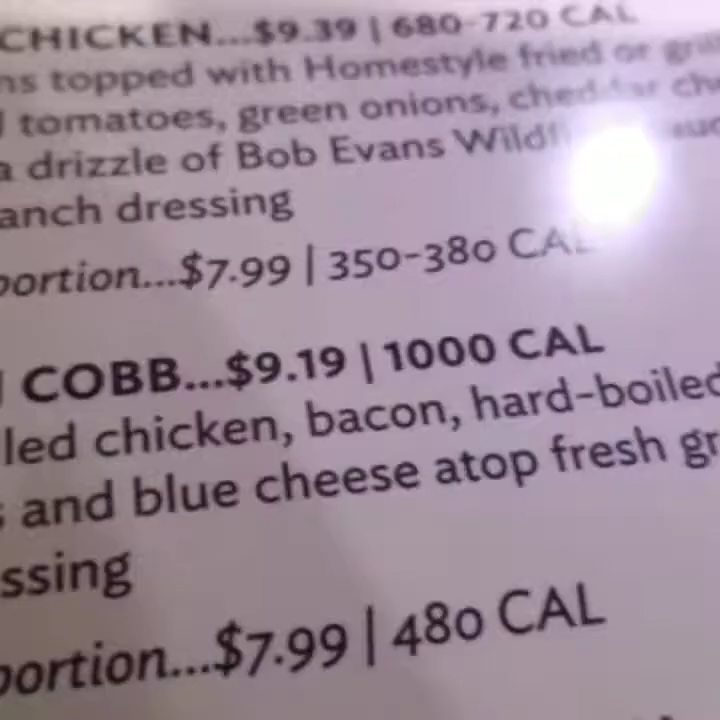 CHICKEN...$9.39 | 680-720 CAL
ns topped with Homestyle fried or
tomatoes, green onions,
a drizzle of Bob Evans
anch dressing
portion...$7.99 | 350-380 CAL
COBB...$9.19 | 1000 CAL
led chicken, bacon, hard-boiled
s and blue cheese atop fresh gr
ssing
portion...$7.99 | 480 CAL